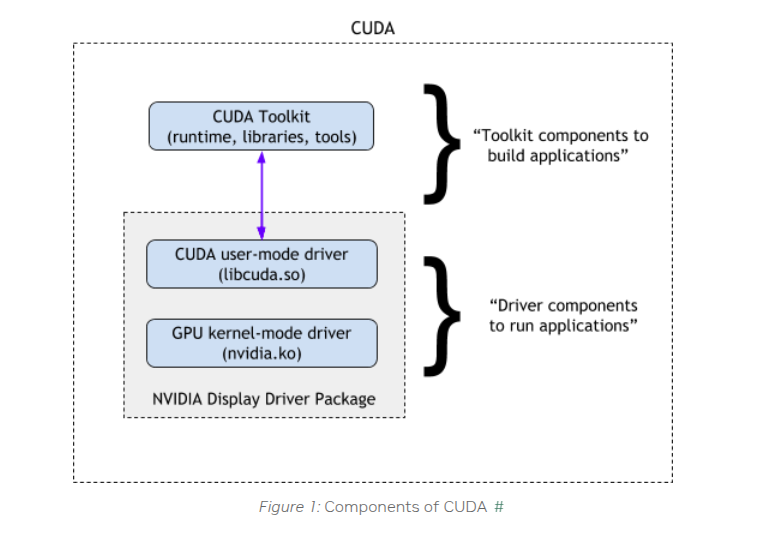 CUDA
CUDA Toolkit
(runtime, libraries, tools)
“Toolkit components to
build applications”
CUDA user-mode driver
(libcuda.so)
GPU kernel-mode driver
(nvidia.ko)
NVIDIA Display Driver Package
“Driver components
to run applications”
Figure 1: Components of CUDA #